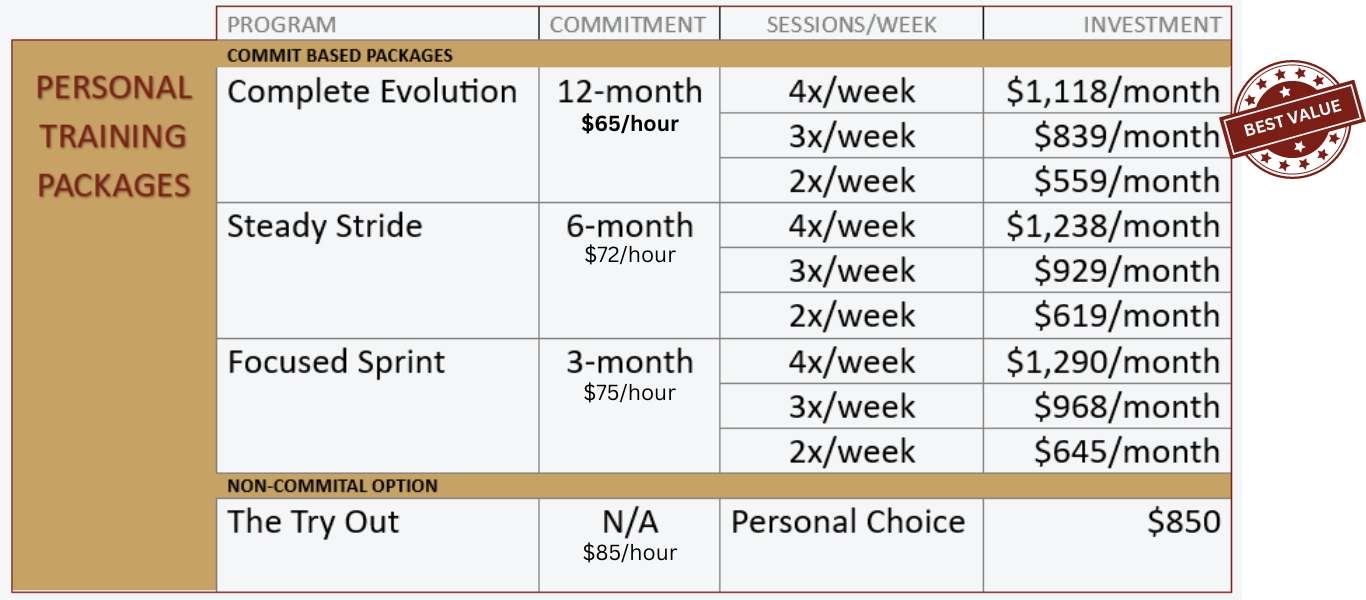 PROGRAM COMMITMENT SESSIONS/WEEK INVESTMENT
COMMIT BASED PACKAGES
PERSONAL
TRAINING
PACKAGES
Complete Evolution 12-month 4x/week $1,118/month
$65/hour
BEST VALUE
3x/week $839/month
2x/week $559/month
Steady Stride 6-month 4x/week $1,238/month
$72/hour
3x/week $929/month
2x/week $619/month
Focused Sprint 3-month 4x/week $1,290/month
$75/hour
3x/week $968/month
2x/week $645/month
NON-COMMITAL OPTION
The Try Out N/A Personal Choice $850
$85/hour